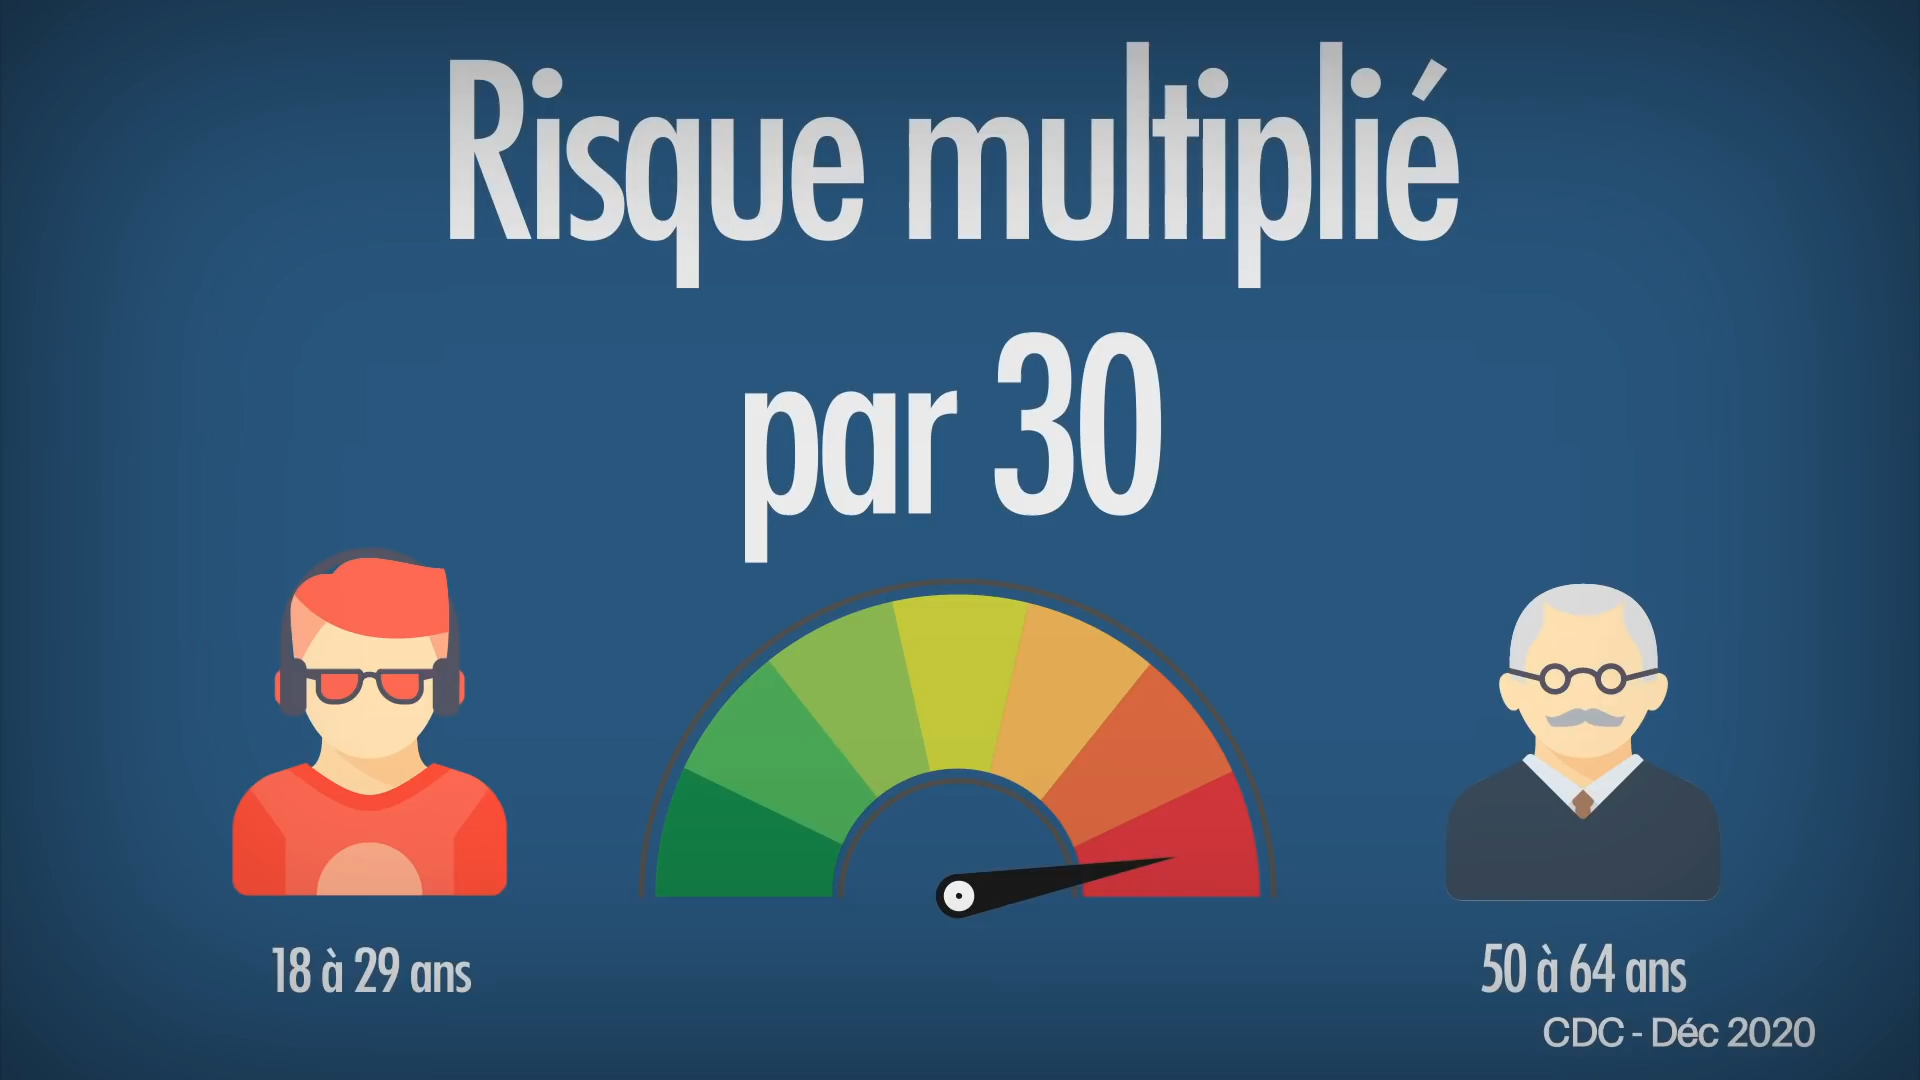 Risque multiplié
par 30
18 à 29 ans
50 à 64 ans
CDC - Déc 2020